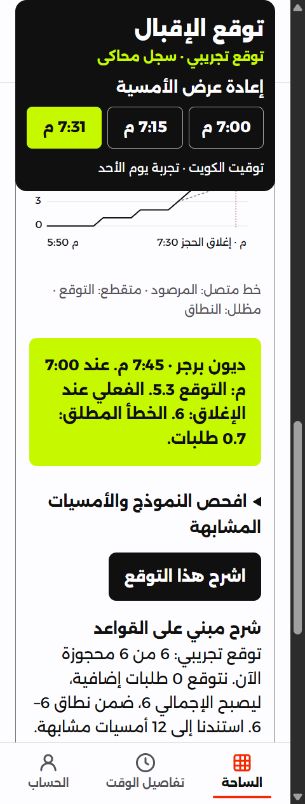 توقع الإقبال
توقع تجريبي · سجل محاكى
إعادة عرض الأمسية
7:00 م
7:15 م
7:31 م
توقيت الكويت · تجربة يوم الأحد
3
0
5:50 م
7:30 م · إغلاق الحجز
خط متصل: المرصود · متقطع: التوقع ·
مظلل: النطاق
ديون برجر · 7:45 م. عند 7:00
م: التوقع 5.3. الفعلي عند
الإغلاق: 6. الخطأ المطلق:
0.7 طلبات.
افحص النموذج والأمسيات
المشابهة
اشرح هذا التوقع
شرح مبني على القواعد
توقع تجريبي: 6 من 6 محجوزة
الآن. نتوقع 0 طلبات إضافية،
ليصبح الإجمالي 6، ضمن نطاق 6–
6. استندنا إلى 12 أمسيات مشابهة.
الساحة
تفاصيل الوقت
الحساب